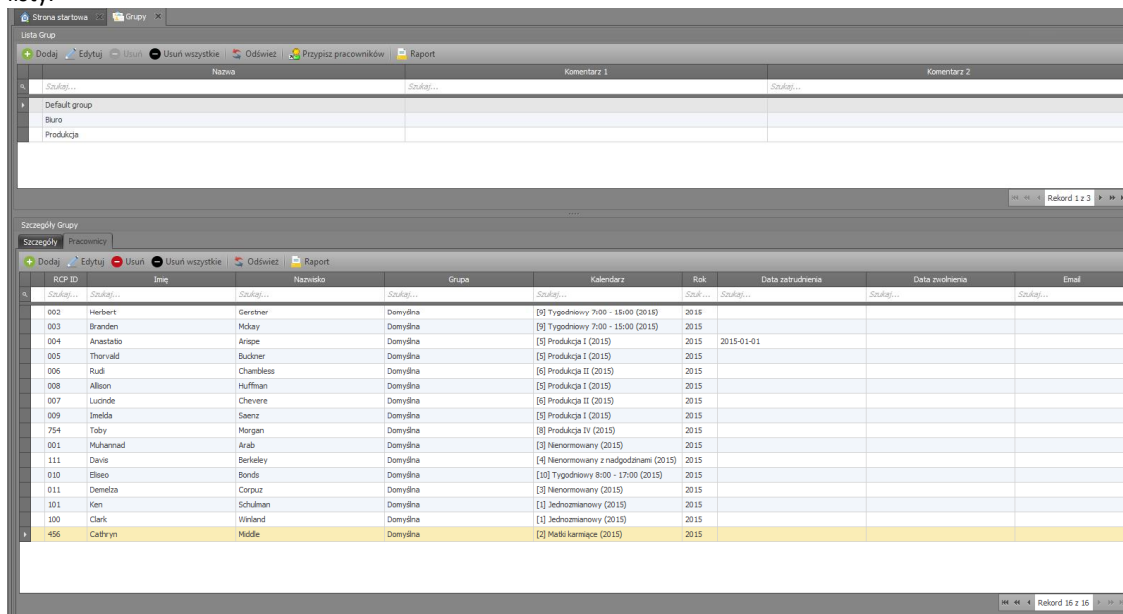 Strona startowa Grupy
Lista Grup
Dodaj Edytuj Usuń Usuń wszystkie Odśwież Przypisz pracowników Raport
Nazwa Komentarz 1 Komentarz 2
Szukaj... Szukaj... Szukaj...
Default group
Biuro
Produkcja
Rekord 1 z 3
Szczegóły Grupy
Szczegóły Pracownicy
Dodaj Edytuj Usuń Usuń wszystkie Odśwież Raport
RCP ID Imię Nazwisko Grupa Kalendarz Rok Data zatrudnienia Data zwolnienia Email
Szukaj... Szukaj... Szukaj... Szukaj... Szukaj... Szuk... Szukaj... Szukaj... Szukaj...
002 Herbert Gerstner Domyślna [9] Tygodniowy 7:00 - 15:00 (2015) 2015
003 Branden Mckay Domyślna [9] Tygodniowy 7:00 - 15:00 (2015) 2015
004 Anastatio Arispe Domyślna [5] Produkcja I (2015) 2015 2015-01-01
005 Thorvald Buckner Domyślna [5] Produkcja I (2015) 2015
006 Rudi Chambless Domyślna [6] Produkcja II (2015) 2015
008 Allison Huffman Domyślna [5] Produkcja I (2015) 2015
007 Lucinde Chevere Domyślna [6] Produkcja II (2015) 2015
009 Imelda Saenz Domyślna [5] Produkcja I (2015) 2015
754 Toby Morgan Domyślna [8] Produkcja IV (2015) 2015
001 Muhannad Arab Domyślna [3] Nienormowany (2015) 2015
111 Davis Berkeley Domyślna [4] Nienormowany z nadgodzinami (2015) 2015
010 Eliseo Bonds Domyślna [10] Tygodniowy 8:00 - 17:00 (2015) 2015
011 Demelza Corpuz Domyślna [3] Nienormowany (2015) 2015
101 Ken Schulman Domyślna [1] Jednozmianowy (2015) 2015
100 Clark Winland Domyślna [1] Jednozmianowy (2015) 2015
456 Cathryn Middle Domyślna [2] Matki karmiące (2015) 2015
Rekord 16 z 16